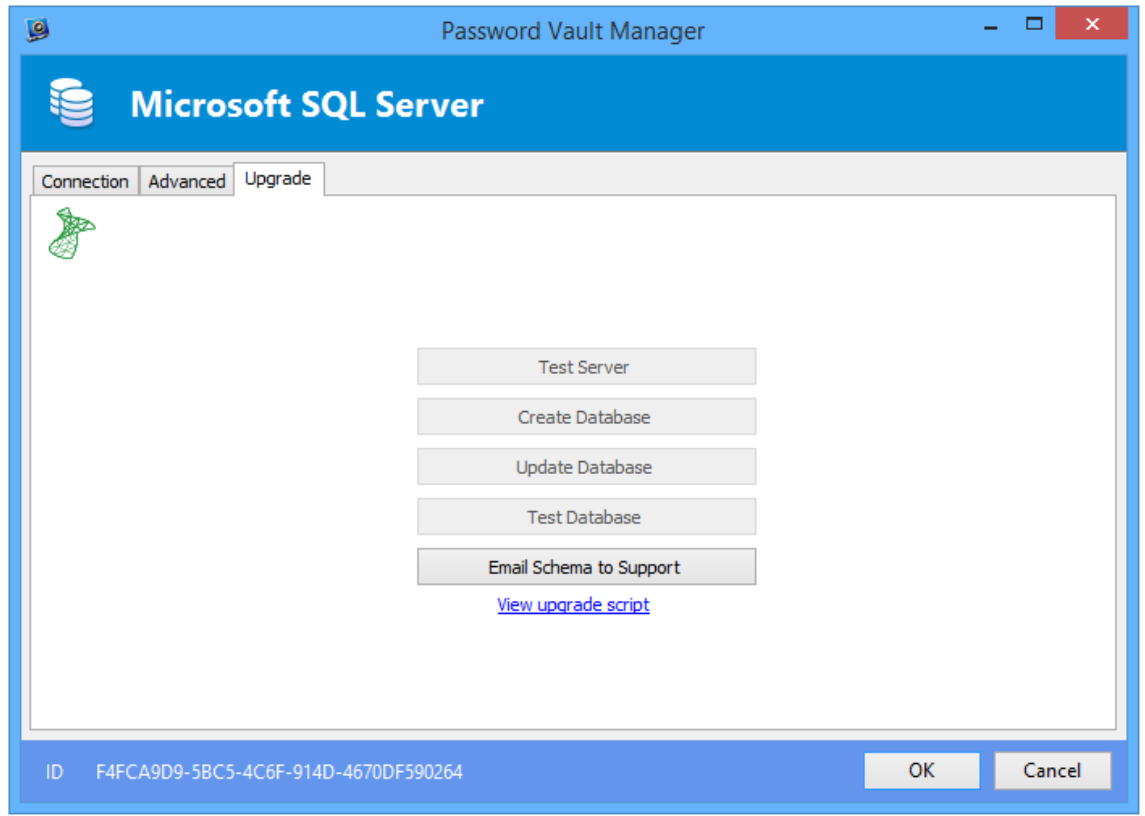 Password Vault Manager
Microsoft SQL Server
Connection Advanced Upgrade
Test Server
Create Database
Update Database
Test Database
Email Schema to Support
View upgrade script
ID F4FCA9D9-5BC5-4C6F-914D-4670DF590264 OK Cancel